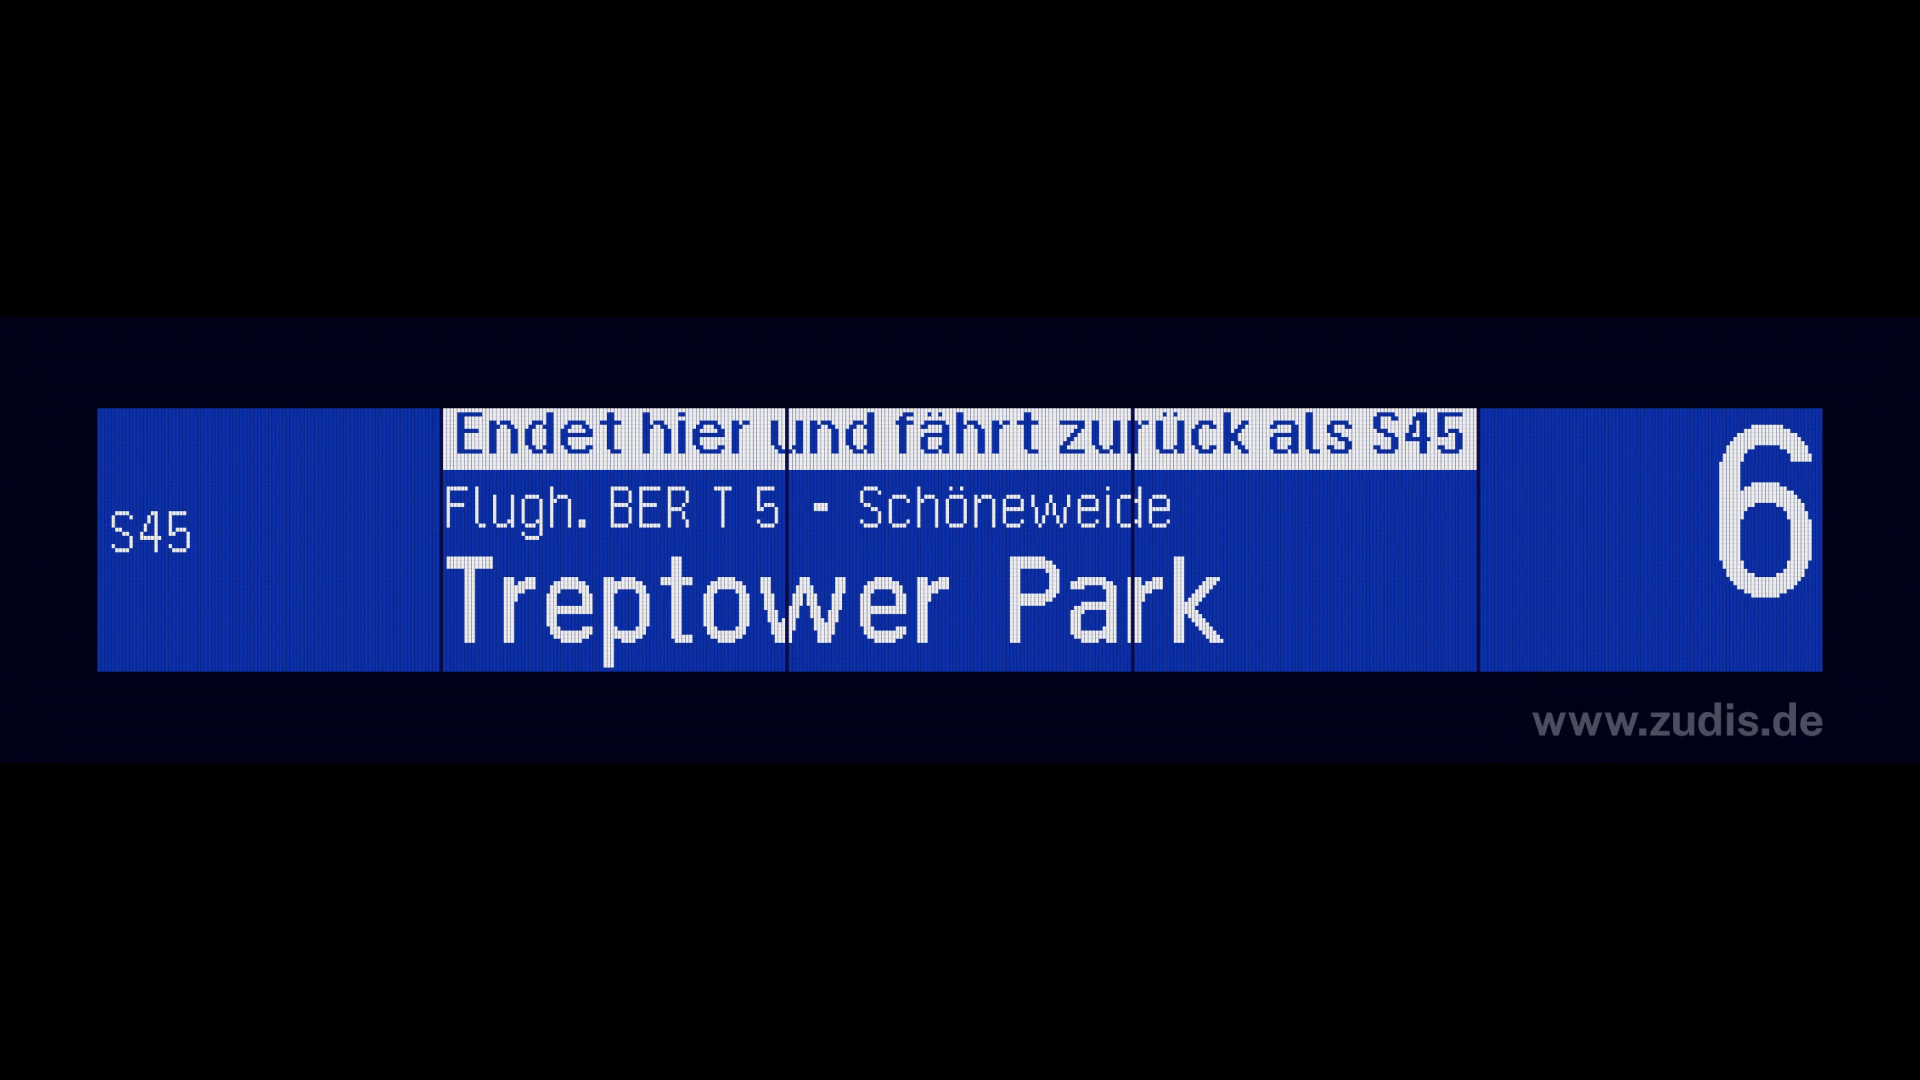 Endet hier und fährt zurück als S45
S45
Flugh. BER T 5 - Schöneweide
Treptower Park
6
www.zudis.de